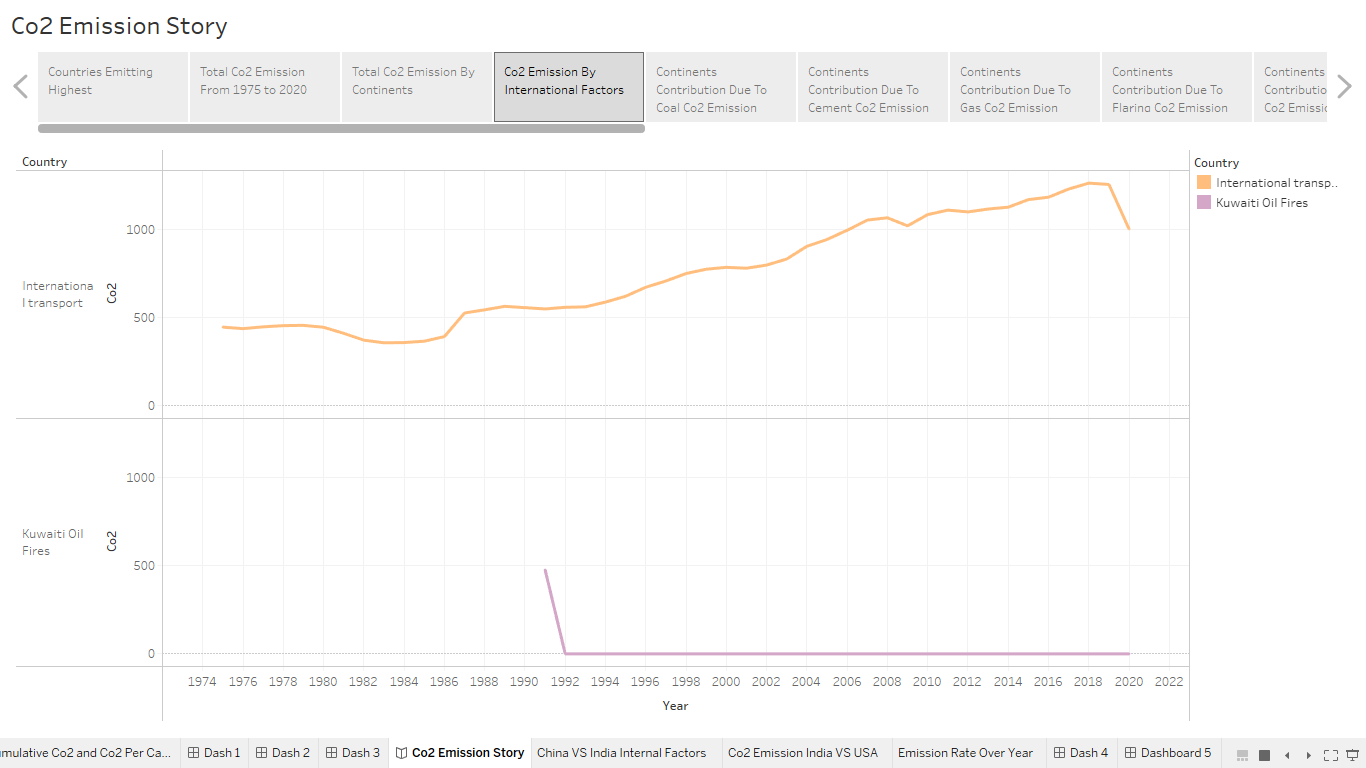 Co2 Emission Story
Countries Emitting
Highest
Total Co2 Emission
From 1975 to 2020
Total Co2 Emission By
Continents
Co2 Emission By
International Factors
Continents
Contribution Due To
Coal Co2 Emission
Continents
Contribution Due To
Cement Co2 Emission
Continents
Contribution Due To
Gas Co2 Emission
Continents
Contribution Due To
Flaring Co2 Emission
Continents
Contributio
Co2 Emissic
Country
Internationa
l transport
Co2
1000
500
0
Kuwaiti Oil
Fires
Co2
1000
500
0
1974 1976 1978 1980 1982 1984 1986 1988 1990 1992 1994 1996 1998 2000 2002 2004 2006 2008 2010 2012 2014 2016 2018 2020 2022
Year
Country
International transp..
Kuwaiti Oil Fires
mulative Co2 and Co2 Per Ca... Dash 1 Dash 2 Dash 3 Co2 Emission Story China VS India Internal Factors Co2 Emission India VS USA Emission Rate Over Year Dash 4 Dashboard 5